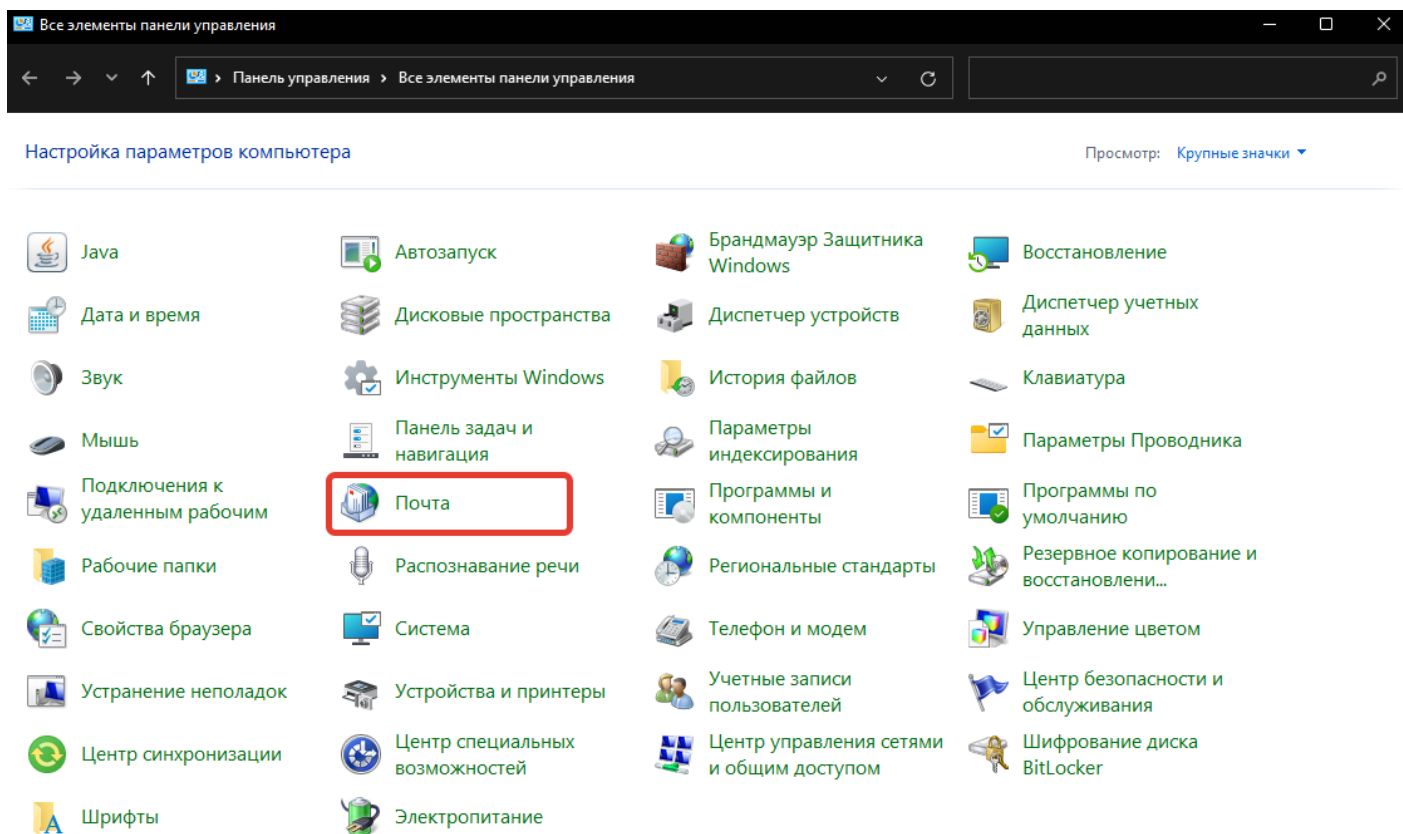 Все элементы панели управления
Панель управления > Все элементы панели управления
Настройка параметров компьютера
Просмотр: Крупные значки
Java
Автозапуск
Брандмауэр Защитника
Windows
Восстановление
Дата и время
Дисковые пространства
Диспетчер устройств
Диспетчер учетных
данных
Звук
Инструменты Windows
История файлов
Клавиатура
Мышь
Панель задач и
навигация
Параметры
индексирования
Параметры Проводника
Подключения к
удаленным рабочим
Почта
Программы и
компоненты
Программы по
умолчанию
Рабочие папки
Распознавание речи
Региональные стандарты
Резервное копирование и
восстановлени...
Свойства браузера
Система
Телефон и модем
Управление цветом
Устранение неполадок
Устройства и принтеры
Учетные записи
пользователей
Центр безопасности и
обслуживания
Центр синхронизации
Центр специальных
возможностей
Центр управления сетями
и общим доступом
Шифрование диска
BitLocker
Шрифты
Электропитание